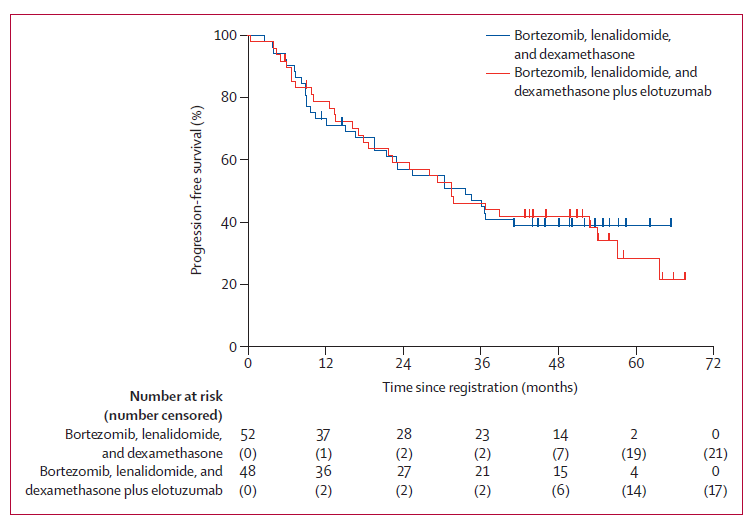 Bortezomib, lenalidomide,
and dexamethasone
Bortezomib, lenalidomide, and
dexamethasone plus elotuzumab
Progression-free survival (%)
100
80
60
40
20
0
0 12 24 36 48 60 72
Time since registration (months)
Number at risk
(number censored)
Bortezomib, lenalidomide, 52 37 28 23 14 2 0
and dexamethasone (0) (1) (2) (2) (7) (19) (21)
Bortezomib, lenalidomide, and 48 36 27 21 15 4 0
dexamethasone plus elotuzumab (0) (2) (2) (2) (6) (14) (17)